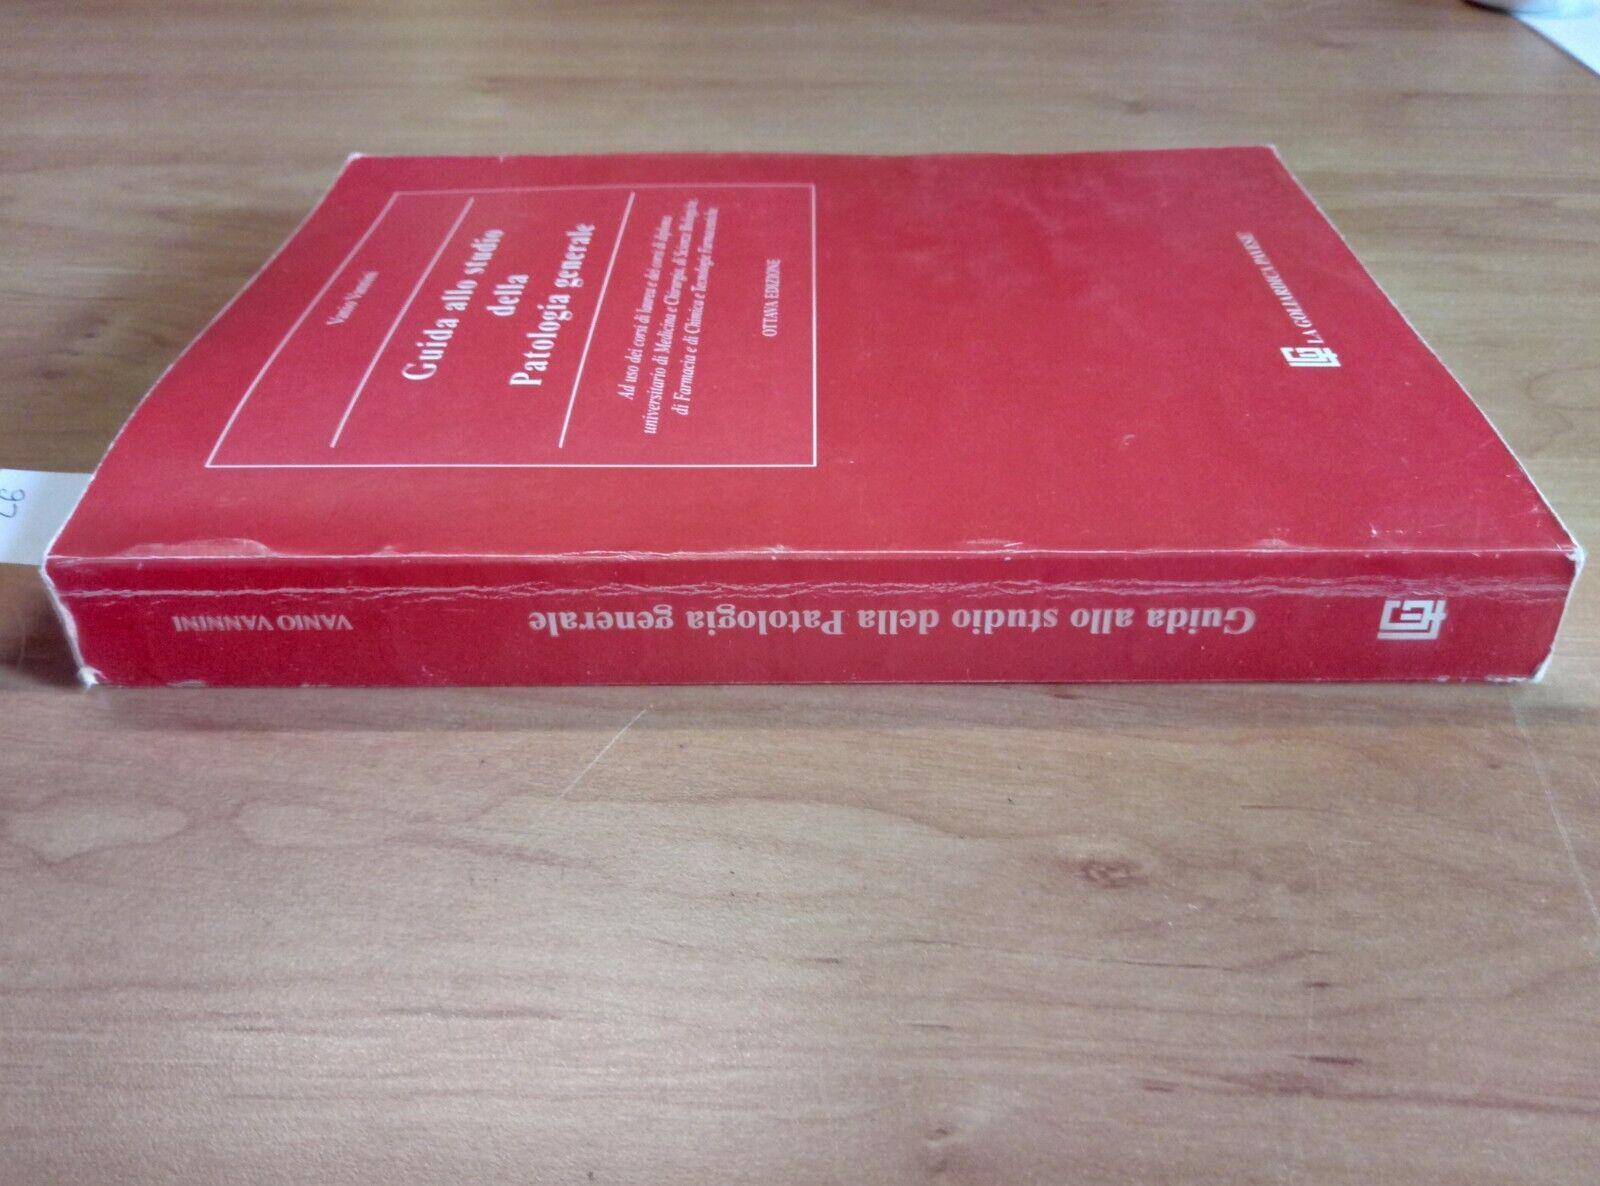 Vanio Vannini
Guida allo studio
della
Patologia generale
Ad uso dei corsi di laurea e dei corsi di diploma
universitario di Medicina e Chirurgia, di Scienze Biologiche,
di Farmacia e di Chimica e Tecnologie Farmaceutiche
OTTAVA EDIZIONE
LA GOLIARDICA PAVESE
VANIO VANNINI
Guida allo studio della Patologia generale